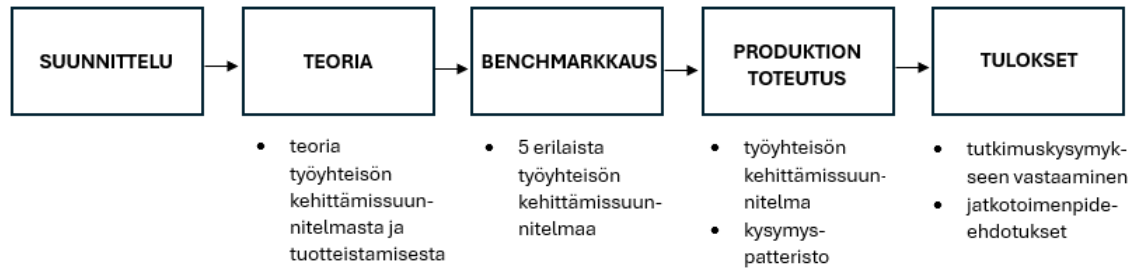 SUUNNITTELU
TEORIA
BENCHMARKKAUS
PRODUKTION
TOTEUTUS
TULOKSET
• teoria
työyhteisön
kehittämissuun-
nitelmasta ja
tuotteistamisesta
• 5 erilaista
työyhteisön
kehittämissuun-
nitelmaa
• työyhteisön
kehittämissuun-
nitelma
• kysymys-
patteristo
• tutkimuskysymyk-
seen vastaaminen
• jatkotoimenpide-
ehdotukset